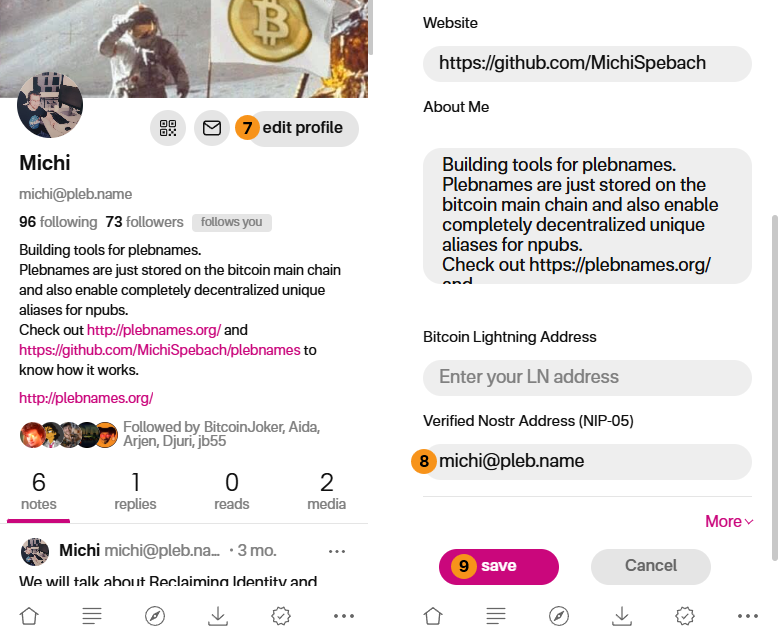 7 edit profile
Michi
michi@pleb.name
96 following 73 followers follows you
Building tools for plebnames.
Plebnames are just stored on the bitcoin main chain
and also enable completely decentralized unique
aliases for npubs.
Check out http://plebnames.org/ and
https://github.com/MichiSpebach/plebnames to
know how it works.
http://plebnames.org/
Followed by BitcoinJoker, Aida,
Arjen, Djuri, jb55
6 1 0 2
notes replies reads media
Michi michi@pleb.na... · 3 mo. ...
We will talk about Reclaiming Identity and
Website
https://github.com/MichiSpebach
About Me
Building tools for plebnames.
Plebnames are just stored on the
bitcoin main chain and also enable
completely decentralized unique
aliases for npubs.
Check out https://plebnames.org/
and
Bitcoin Lightning Address
Enter your LN address
Verified Nostr Address (NIP-05)
8 michi@pleb.name
More
9 save Cancel